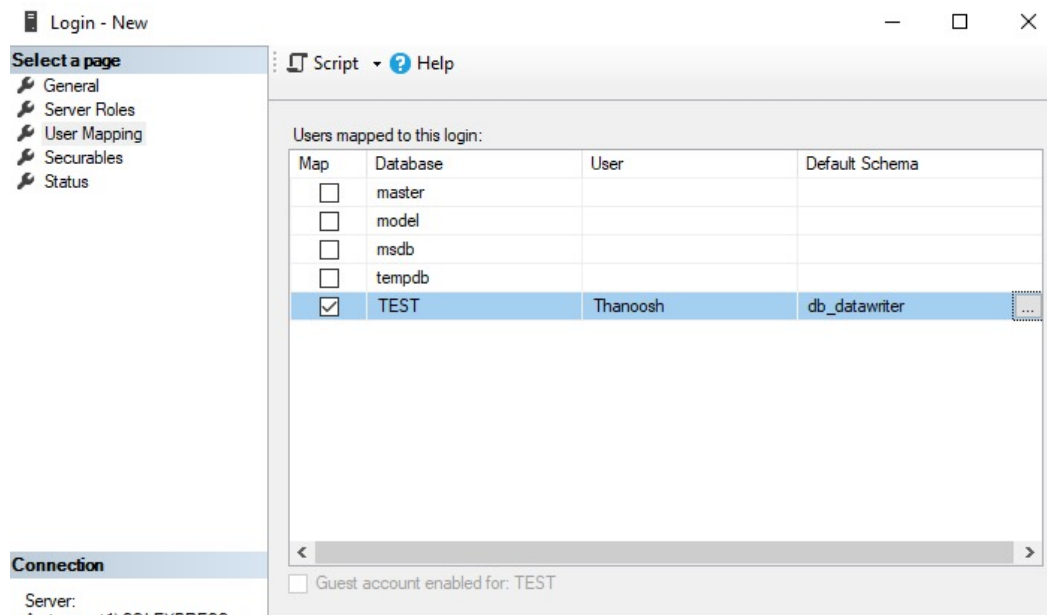 Login - New
Select a page
General
Server Roles
User Mapping
Securables
Status
Script Help
Users mapped to this login:
Map Database User Default Schema
master
model
msdb
tempdb
TEST Thanoosh db_datawriter ...
Guest account enabled for: TEST
Connection
Server: